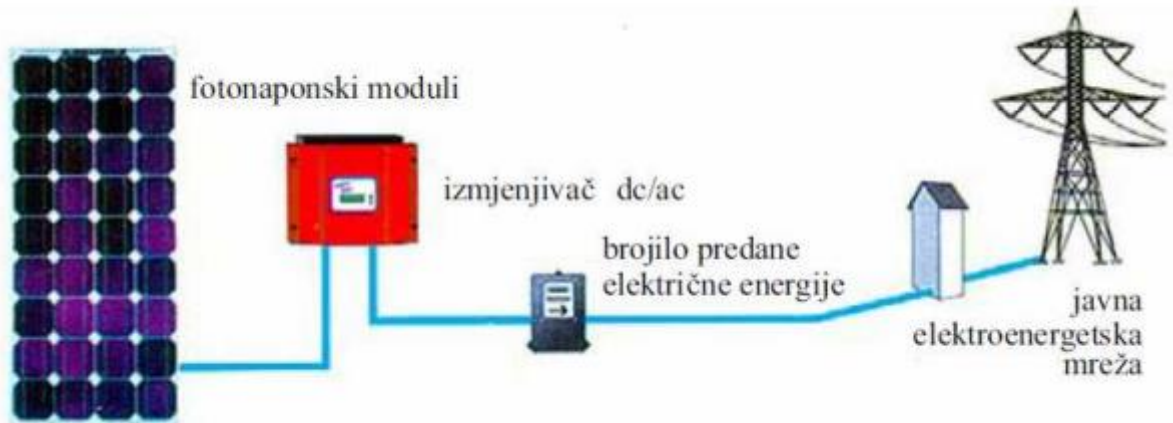 fotonaponski moduli
izmjenjivač dc/ac
brojilo predane
električne energije
javna
elektroenergetska
mreža